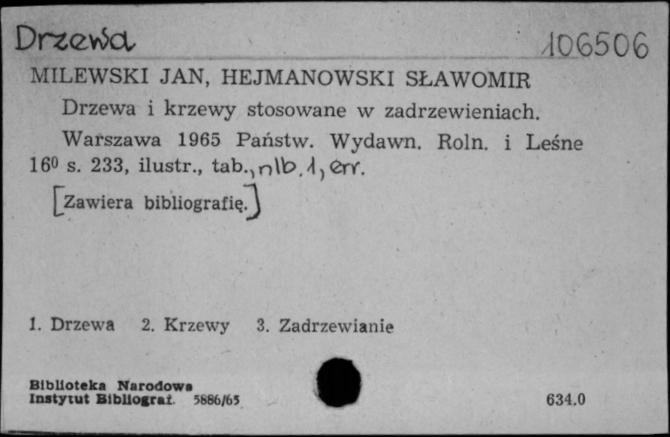 Drzewa 106506
MILEWSKI JAN, HEJMANOWSKI SŁAWOMIR
Drzewa i krzewy stosowane w zadrzewieniach.
Warszawa 1965 Państw. Wydawn. Roln. i Leśne
16⁰ s. 233, ilustr., tab., nlb. 1, err.
[Zawiera bibliografię.]
1. Drzewa 2. Krzewy 3. Zadrzewianie
Biblioteka Narodowa
Instytut Bibliograf. 5886/65 634.0